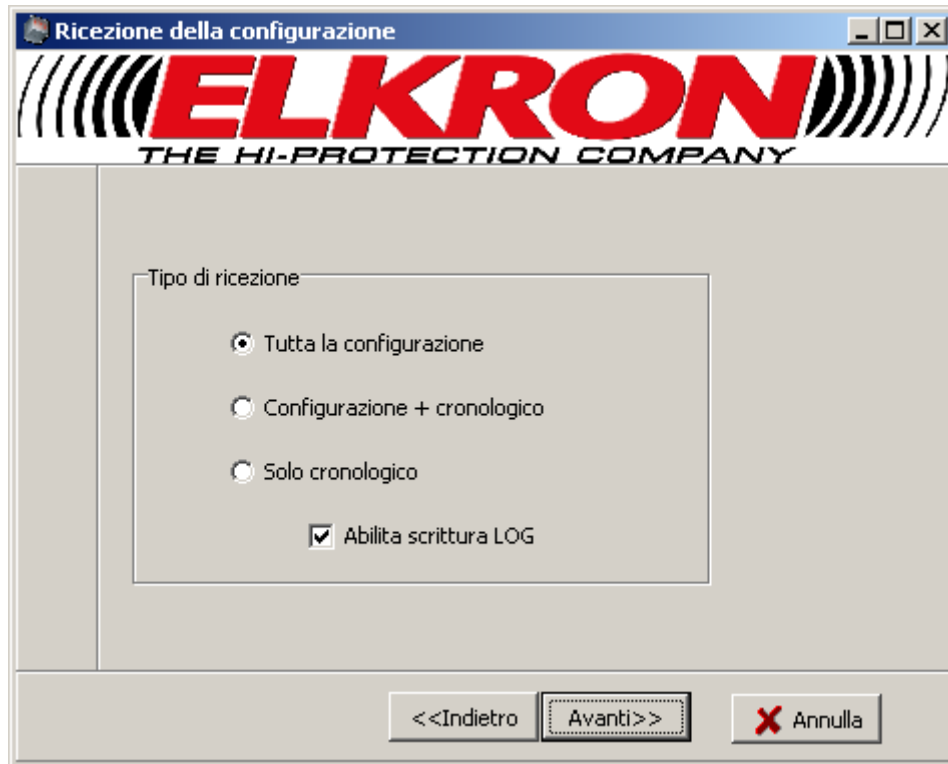 Ricezione della configurazione
ELKRON
THE HI-PROTECTION COMPANY
Tipo di ricezione
Tutta la configurazione
Configurazione + cronologico
Solo cronologico
Abilita scrittura LOG
<<Indietro
Avanti>>
Annulla